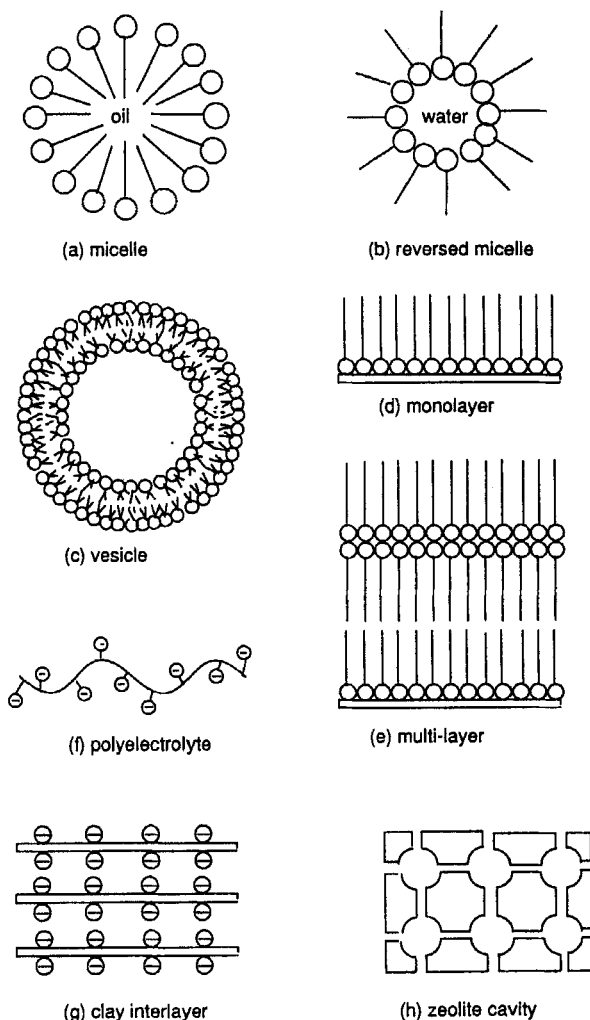 oil
water
(a) micelle
(b) reversed micelle
(c) vesicle
(d) monolayer
(e) multi-layer
(f) polyelectrolyte
(g) clay interlayer
(h) zeolite cavity